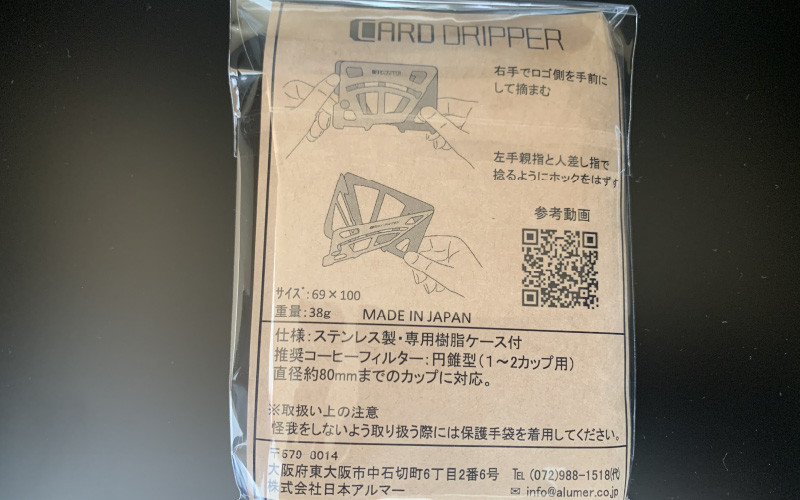 CARD DRIPPER
右手でロゴ側を手前に
して摘まむ
左手親指と人差し指で
捻るようにホックをはずす
参考動画
サイズ:69×100
重量:38g MADE IN JAPAN
仕様:ステンレス製・専用樹脂ケース付
推奨コーヒーフィルター:円錐型(1～2カップ用)
直径約80mmまでのカップに対応。
※取扱い上の注意
怪我をしないよう取り扱う際には保護手袋を着用してください。
〒579-8014
大阪府東大阪市中石切町6丁目2番6号 TEL (072)988-1518(代)
株式会社日本アルマー ✉ info@alumer.co.jp